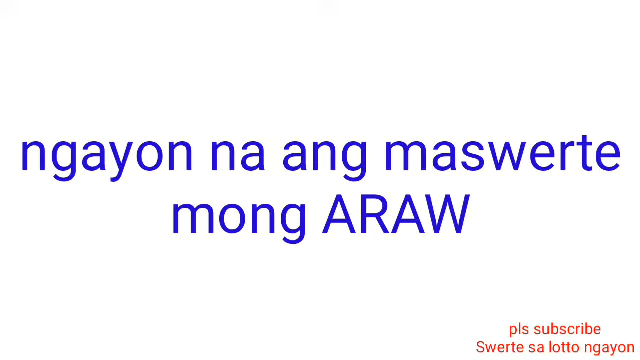 ngayon na ang maswerte
mong ARAW
pls subscribe
Swerte sa lotto ngayon